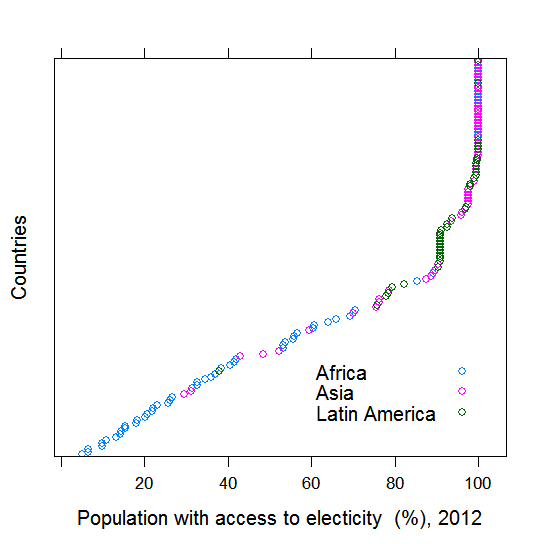 Countries
Africa
Asia
Latin America
20 40 60 80 100
Population with access to electicity (%), 2012